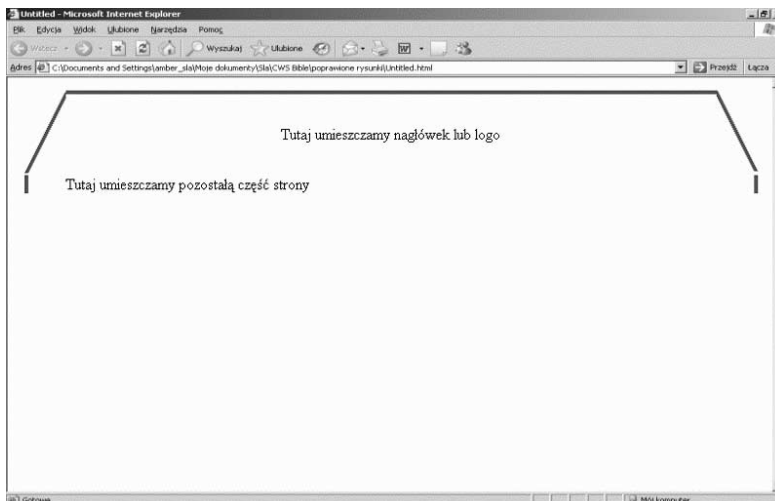 Untitled - Microsoft Internet Explorer
Plik Edycja Widok Ulubione Narzędzia Pomoc
Wstecz Wyszukaj Ulubione
Adres C:\Documents and Settings\amber_sla\Moje dokumenty\Sla\CWS Bible\poprawione rysunki\Untitled.html Przejdź Łącza
Tutaj umieszczamy nagłówek lub logo
Tutaj umieszczamy pozostałą część strony
Gotowe Mój komputer